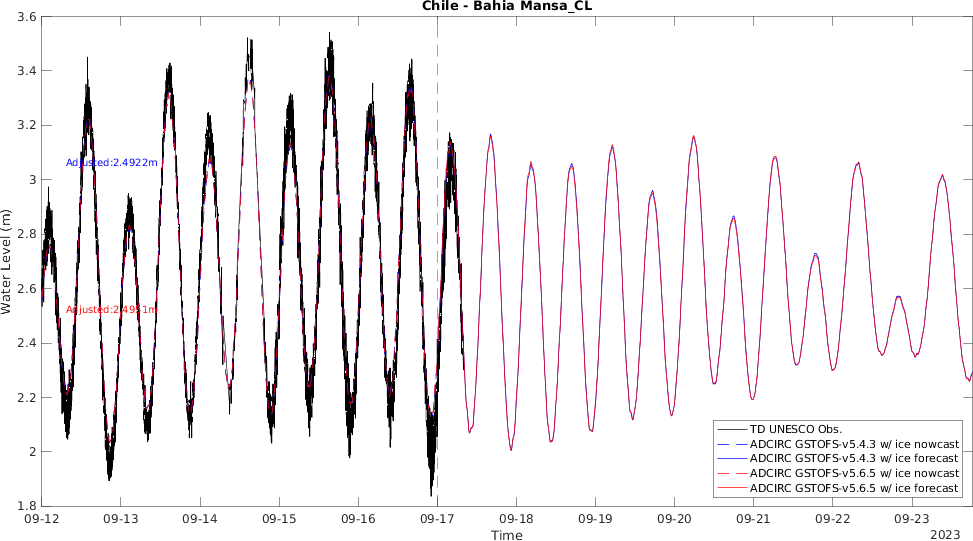 Chile - Bahia Mansa_CL
3.6
3.4
3.2
3
2.8
2.6
2.4
2.2
2
1.8
Water Level (m)
Adjusted:2.4922m
Adjusted:2.4951m
TD UNESCO Obs.
ADCIRC GSTOFS-v5.4.3 w/ ice nowcast
ADCIRC GSTOFS-v5.4.3 w/ ice forecast
ADCIRC GSTOFS-v5.6.5 w/ ice nowcast
ADCIRC GSTOFS-v5.6.5 w/ ice forecast
09-12 09-13 09-14 09-15 09-16 09-17 09-18 09-19 09-20 09-21 09-22 09-23
Time
2023